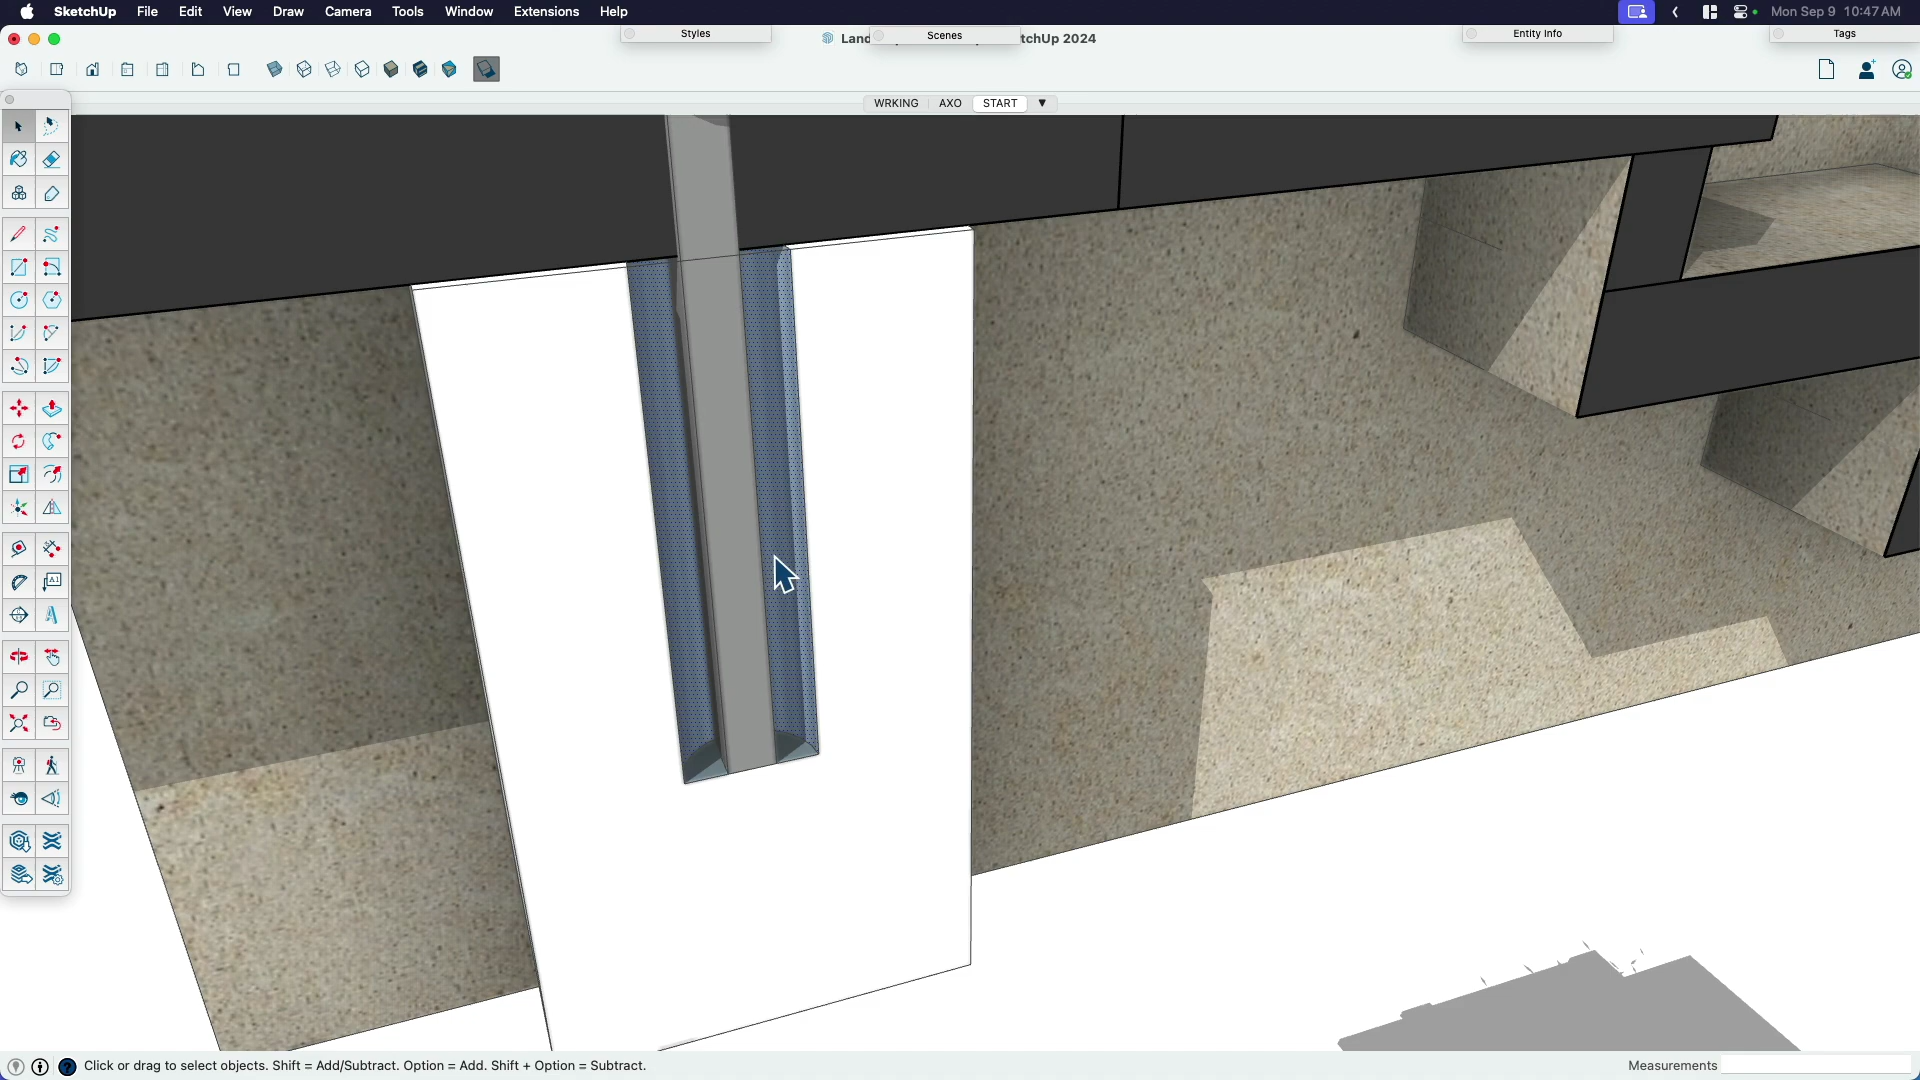 SketchUp File Edit View Draw Camera Tools Window Extensions Help Mon Sep 9 10:47 AM
Styles Scenes Entity Info Tags
Land tchUp 2024
WRKING AXO START
A1
Click or drag to select objects. Shift = Add/Subtract. Option = Add. Shift + Option = Subtract. Measurements